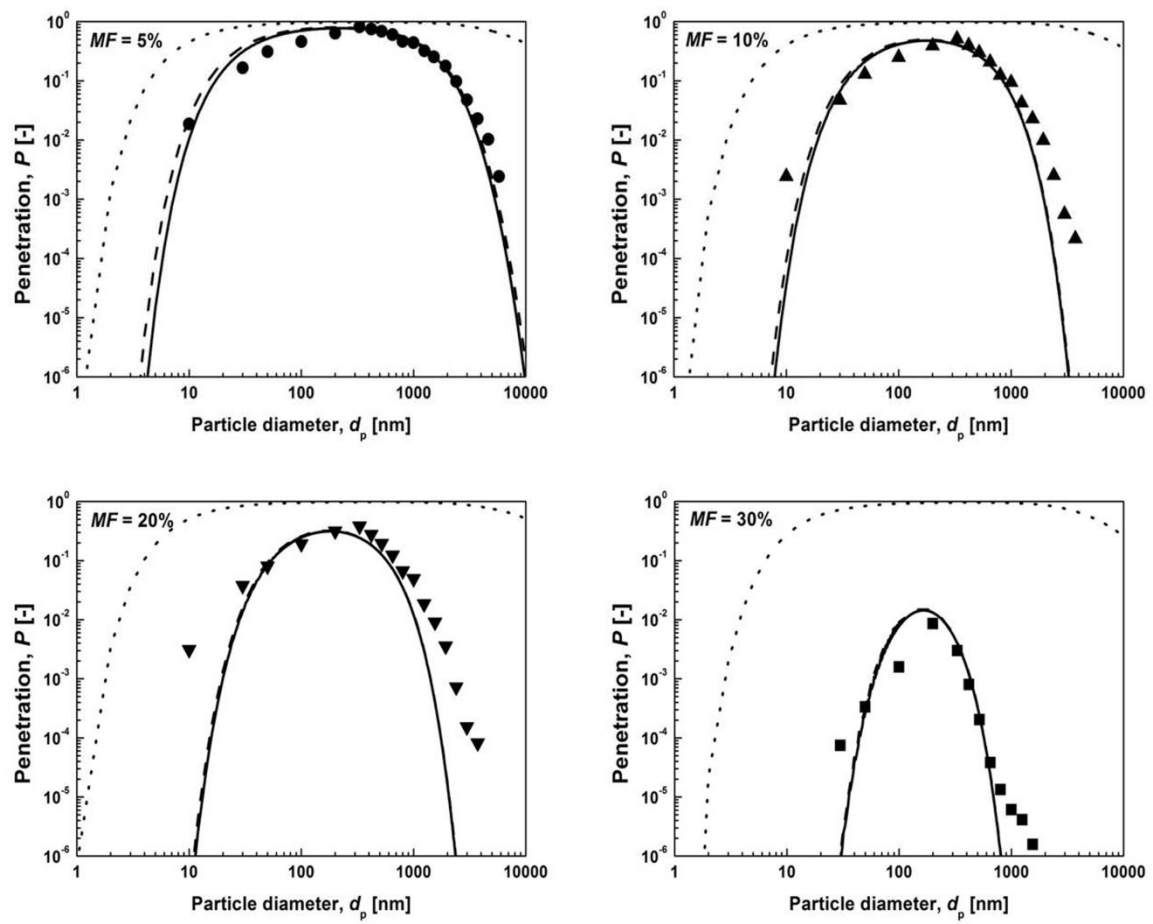 MF = 5%
10⁰
10⁻¹
10⁻²
10⁻³
10⁻⁴
10⁻⁵
10⁻⁶
Penetration, P [-]
1 10 100 1000 10000
Particle diameter, dₚ [nm]
MF = 10%
10⁰
10⁻¹
10⁻²
10⁻³
10⁻⁴
10⁻⁵
10⁻⁶
Penetration, P [-]
1 10 100 1000 10000
Particle diameter, dₚ [nm]
MF = 20%
10⁰
10⁻¹
10⁻²
10⁻³
10⁻⁴
10⁻⁵
10⁻⁶
Penetration, P [-]
1 10 100 1000 10000
Particle diameter, dₚ [nm]
MF = 30%
10⁰
10⁻¹
10⁻²
10⁻³
10⁻⁴
10⁻⁵
10⁻⁶
Penetration, P [-]
1 10 100 1000 10000
Particle diameter, dₚ [nm]